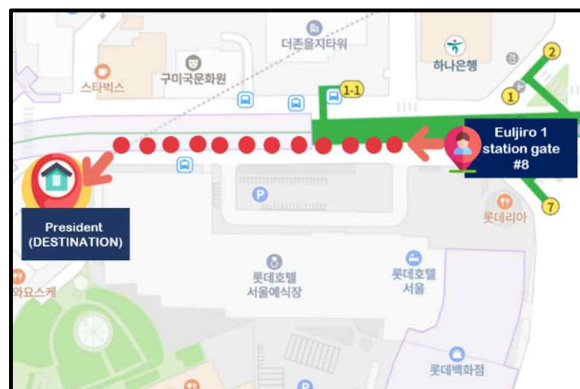 더존을지타워
구미국문화원
스타벅스
하나은행
2
1-1
1
Euljiro 1
station gate
#8
7
President
(DESTINATION)
P
롯데리아
롯데호텔
서울예식장
롯데호텔
서울
와요스케
롯데백화점
P